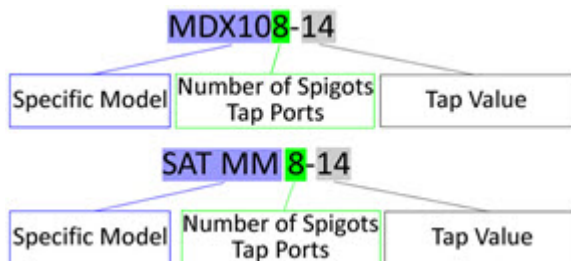 MDX108-14
Specific Model
Number of Spigots
Tap Ports
Tap Value
SAT MM 8-14
Specific Model
Number of Spigots
Tap Ports
Tap Value